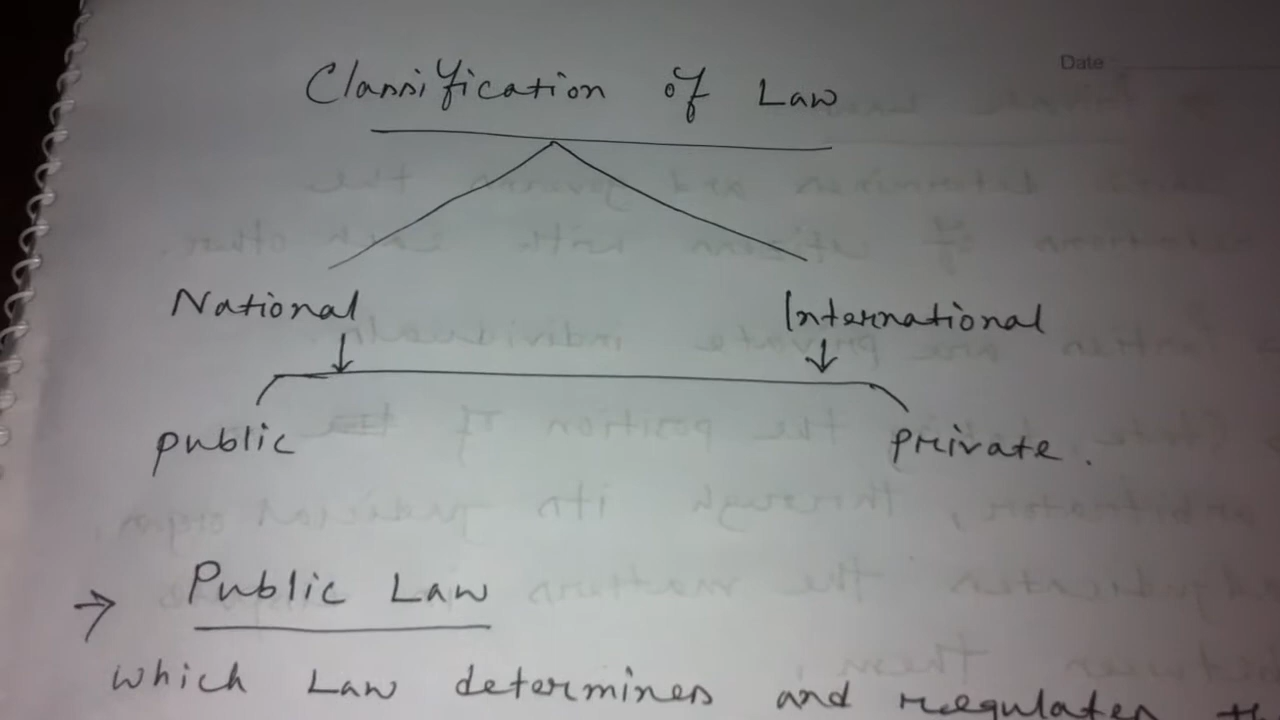 Date
Classification of Law
National International
public private.
→ Public Law
which Law determines and regulates